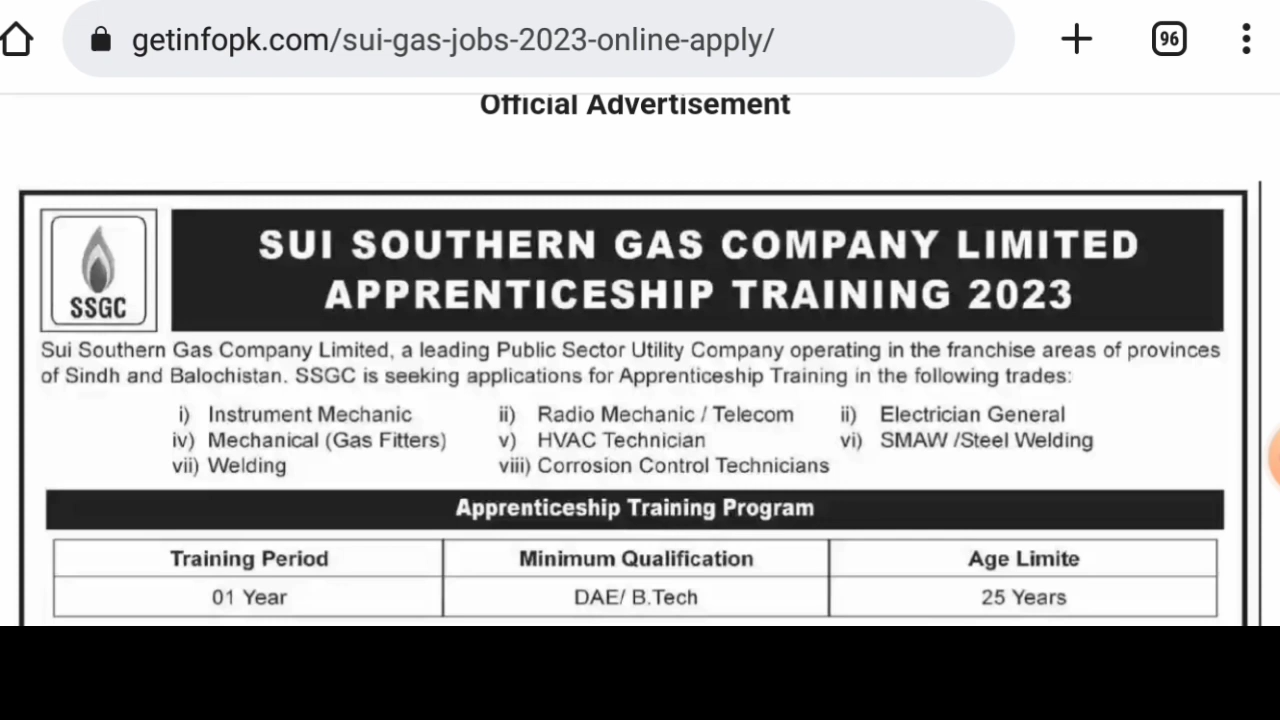 getinfopk.com/sui-gas-jobs-2023-online-apply/
96
Official Advertisement
SSGC
SUI SOUTHERN GAS COMPANY LIMITED
APPRENTICESHIP TRAINING 2023
Sui Southern Gas Company Limited, a leading Public Sector Utility Company operating in the franchise areas of provinces
of Sindh and Balochistan. SSGC is seeking applications for Apprenticeship Training in the following trades:
i) Instrument Mechanic ii) Radio Mechanic / Telecom ii) Electrician General
iv) Mechanical (Gas Fitters) v) HVAC Technician vi) SMAW /Steel Welding
vii) Welding viii) Corrosion Control Technicians
Apprenticeship Training Program
Training Period Minimum Qualification Age Limite
01 Year DAE/ B.Tech 25 Years